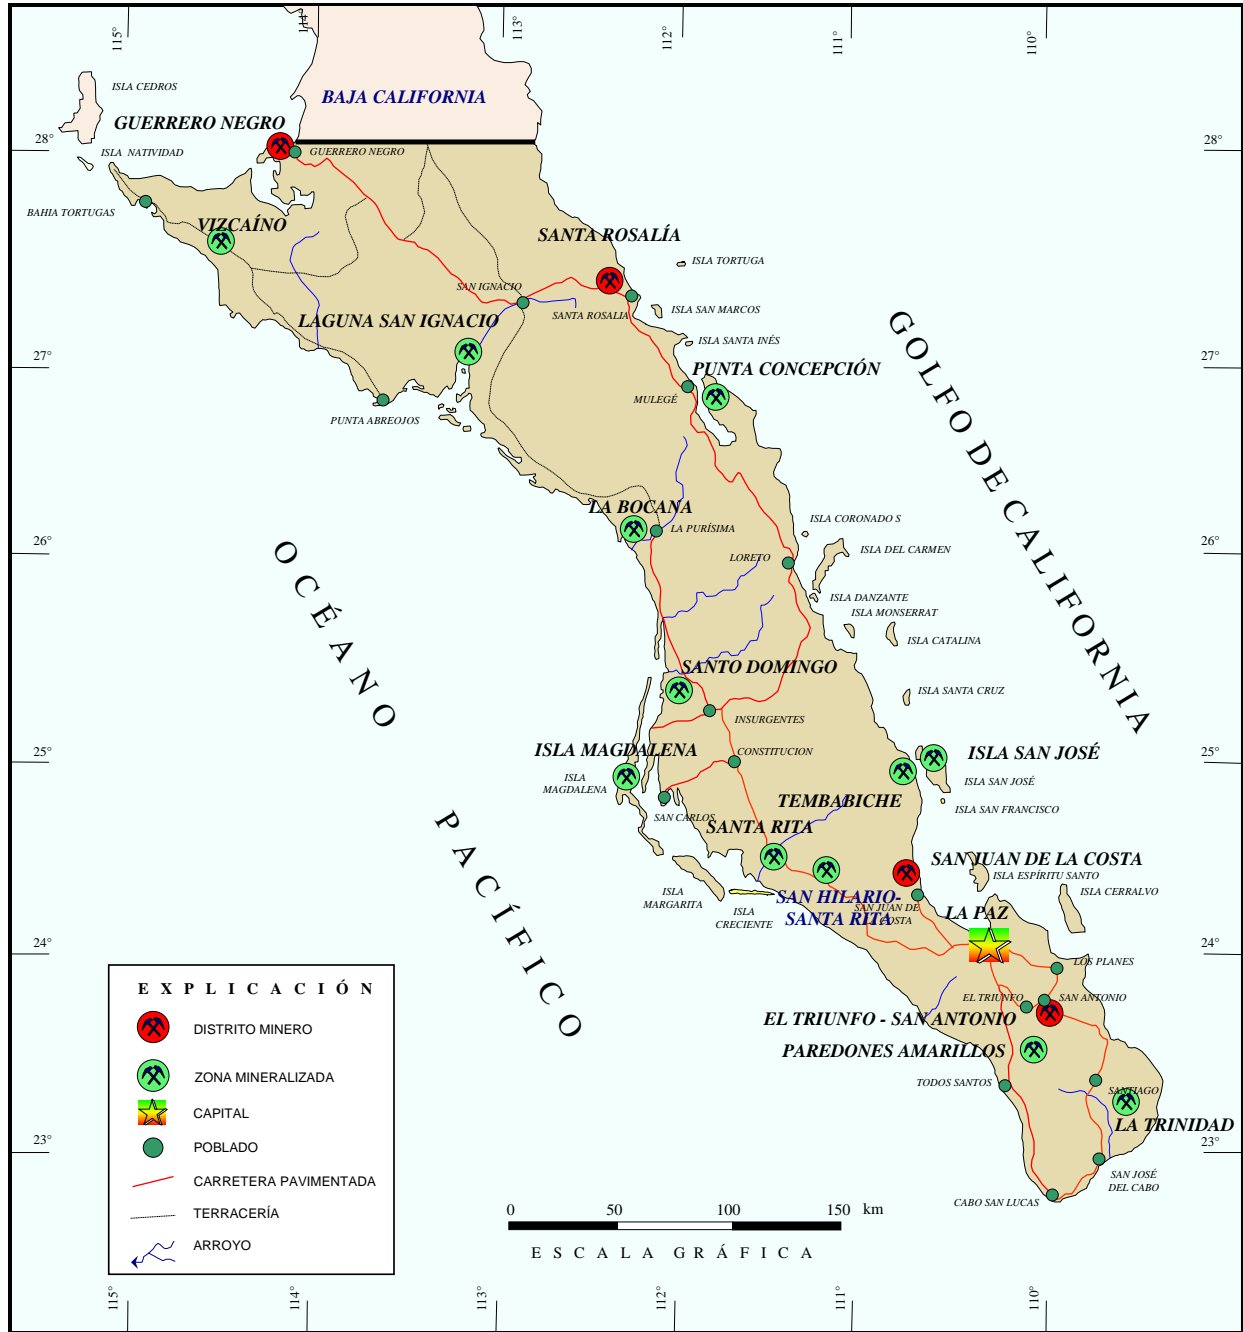 115°
114°
113°
112°
111°
110°
ISLA CEDROS
BAJA CALIFORNIA
GUERRERO NEGRO
28°
28°
ISLA NATIVIDAD
GUERRERO NEGRO
BAHIA TORTUGAS
VIZCAÍNO
SANTA ROSALÍA
ISLA TORTUGA
SAN IGNACIO
SANTA ROSALIA
ISLA SAN MARCOS
LAGUNA SAN IGNACIO
ISLA SANTA INÉS
27°
27°
PUNTA CONCEPCIÓN
MULEGÉ
PUNTA ABREOJOS
GOLFO DE CALIFORNIA
LA BOCANA
LA PURÍSIMA
ISLA CORONADO S
26°
26°
LORETO
ISLA DEL CARMEN
OCÉANO
ISLA DANZANTE
ISLA MONSERRAT
ISLA CATALINA
SANTO DOMINGO
ISLA SANTA CRUZ
INSURGENTES
ISLA MAGDALENA
CONSTITUCION
ISLA SAN JOSÉ
25°
25°
ISLA
MAGDALENA
ISLA SAN JOSÉ
TEMBABICHE
ISLA SAN FRANCISCO
SAN CARLOS
SANTA RITA
PACÍFICO
SAN JUAN DE LA COSTA
ISLA ESPÍRITU SANTO
ISLA
MARGARITA
ISLA
CRECIENTE
SAN HILARIO-
SANTA RITA
SAN JUAN DE
COSTA
ISLA CERRALVO
LA PAZ
24°
24°
LOS PLANES
EL TRIUNFO
SAN ANTONIO
EL TRIUNFO - SAN ANTONIO
PAREDONES AMARILLOS
TODOS SANTOS
SANTIAGO
LA TRINIDAD
23°
23°
SAN JOSÉ
DEL CABO
CABO SAN LUCAS
EXPLICACIÓN
DISTRITO MINERO
ZONA MINERALIZADA
CAPITAL
POBLADO
CARRETERA PAVIMENTADA
TERRACERÍA
ARROYO
0 50 100 150 km
ESCALA GRÁFICA
115°
114°
113°
112°
111°
110°